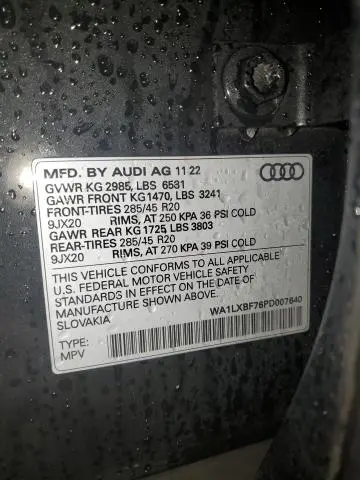 MFD. BY AUDI AG 11 22
GVWR KG 2985, LBS 6531
GAWR FRONT KG1470, LBS 3241
FRONT-TIRES 285/45 R20
9JX20 RIMS, AT 250 KPA 36 PSI COLD
GAWR REAR KG 1725, LBS 3803
REAR-TIRES 285/45 R20
9JX20 RIMS, AT 270 KPA 39 PSI COLD
THIS VEHICLE CONFORMS TO ALL APPLICABLE
U.S. FEDERAL MOTOR VEHICLE SAFETY
STANDARDS IN EFFECT ON THE DATE OF
MANUFACTURE SHOWN ABOVE.
SLOVAKIA
TYPE: WA1LXBF76PD007640
MPV